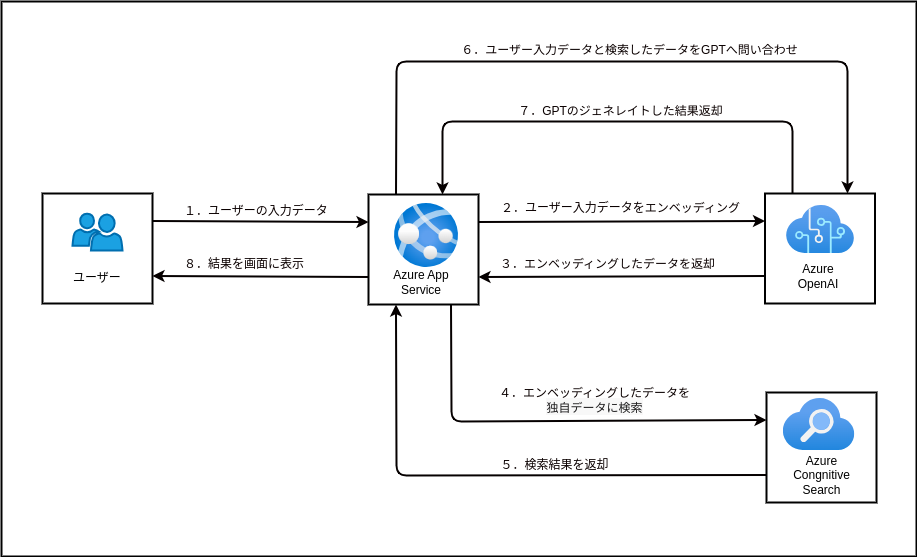 ６．ユーザー入力データと検索したデータをGPTへ問い合わせ
７．GPTのジェネレイトした結果返却
１．ユーザーの入力データ
２．ユーザー入力データをエンベッディング
８．結果を画面に表示
３．エンベッディングしたデータを返却
ユーザー
Azure App
Service
Azure
OpenAI
４．エンベッディングしたデータを
独自データに検索
５．検索結果を返却
Azure
Congnitive
Search